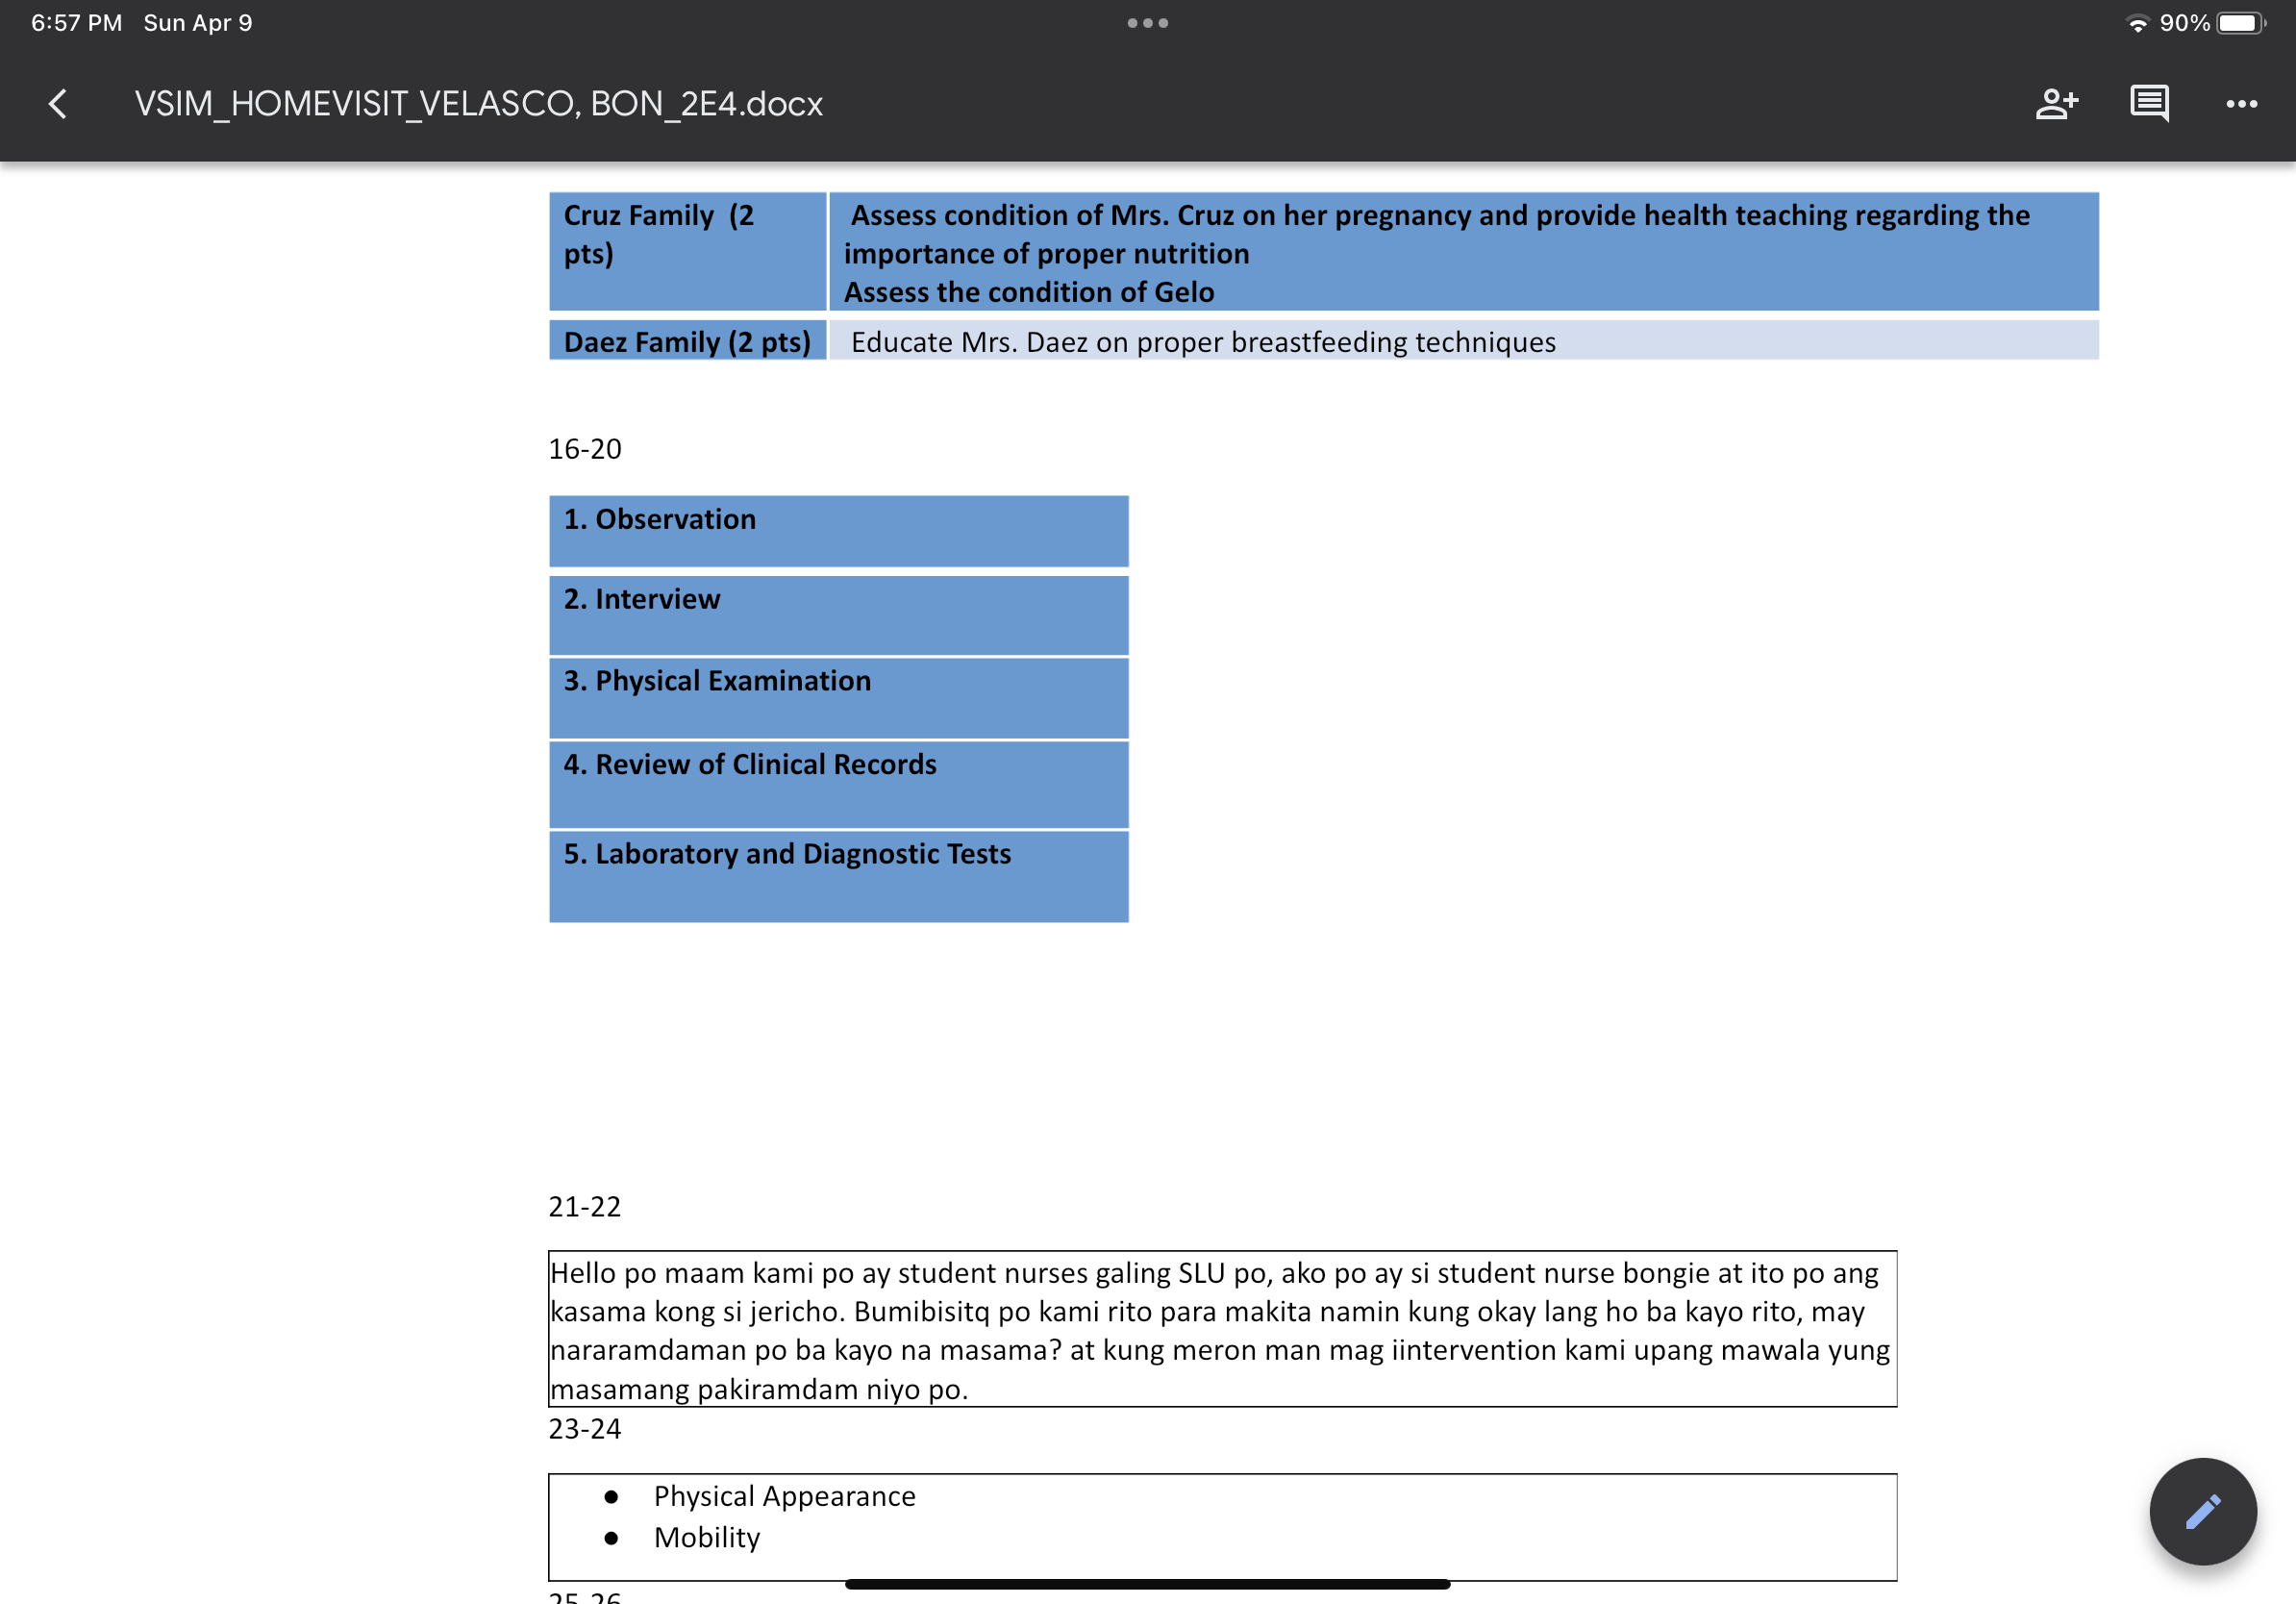 6:57 PM Sun Apr 9
90%
VSIM_HOMEVISIT_VELASCO, BON_2E4.docx
Cruz Family (2
pts)
Assess condition of Mrs. Cruz on her pregnancy and provide health teaching regarding the
importance of proper nutrition
Assess the condition of Gelo
Daez Family (2 pts)
Educate Mrs. Daez on proper breastfeeding techniques
16-20
1. Observation
2. Interview
3. Physical Examination
4. Review of Clinical Records
5. Laboratory and Diagnostic Tests
21-22
Hello po maam kami po ay student nurses galing SLU po, ako po ay si student nurse bongie at ito po ang
kasama kong si jericho. Bumibisitq po kami rito para makita namin kung okay lang ho ba kayo rito, may
nararamdaman po ba kayo na masama? at kung meron man mag iintervention kami upang mawala yung
masamang pakiramdam niyo po.
23-24
● Physical Appearance
● Mobility
25-26